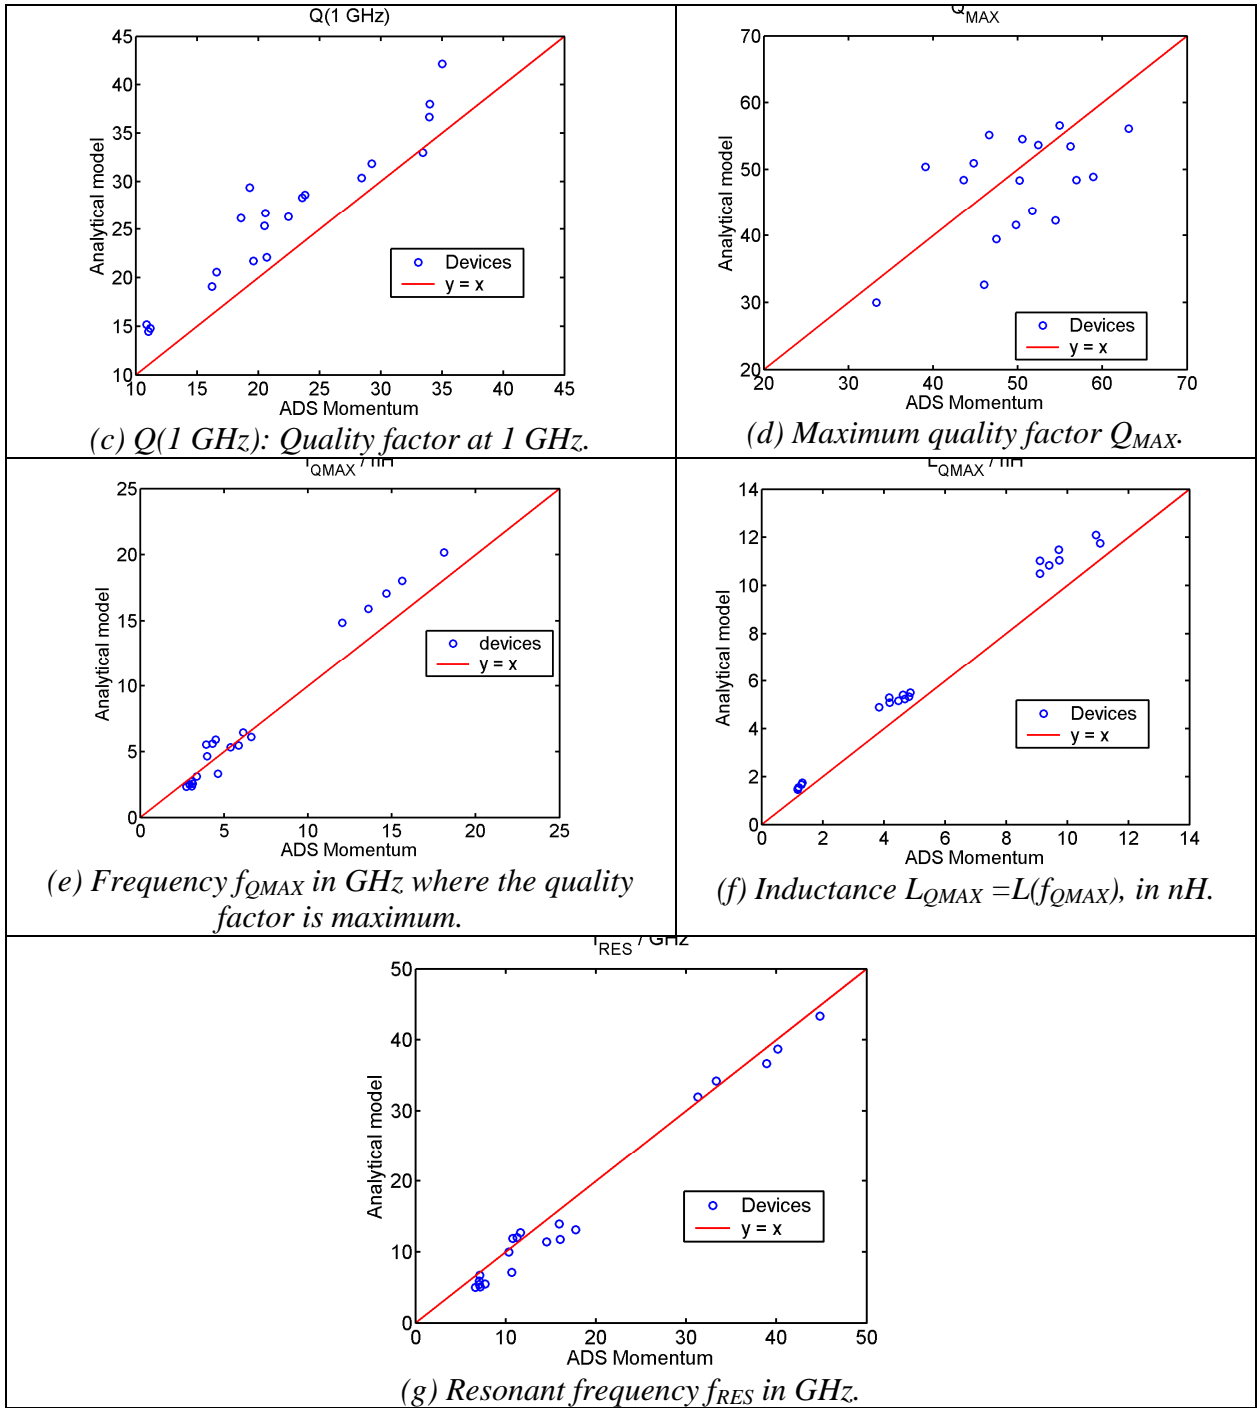 Q(1 GHz)
45
40
35
30
25
20
15
10
Analytical model
Devices
y = x
10 15 20 25 30 35 40 45
ADS Momentum
(c) Q(1 GHz): Quality factor at 1 GHz.
QMAX
70
60
50
40
30
20
Analytical model
Devices
y = x
20 30 40 50 60 70
ADS Momentum
(d) Maximum quality factor QMAX.
fQMAX / nH
25
20
15
10
5
0
Analytical model
devices
y = x
0 5 10 15 20 25
ADS Momentum
(e) Frequency fQMAX in GHz where the quality
factor is maximum.
LQMAX / nH
14
12
10
8
6
4
2
0
Analytical model
Devices
y = x
0 2 4 6 8 10 12 14
ADS Momentum
(f) Inductance LQMAX =L(fQMAX), in nH.
fRES / GHz
50
40
30
20
10
0
Analytical model
Devices
y = x
0 10 20 30 40 50
ADS Momentum
(g) Resonant frequency fRES in GHz.